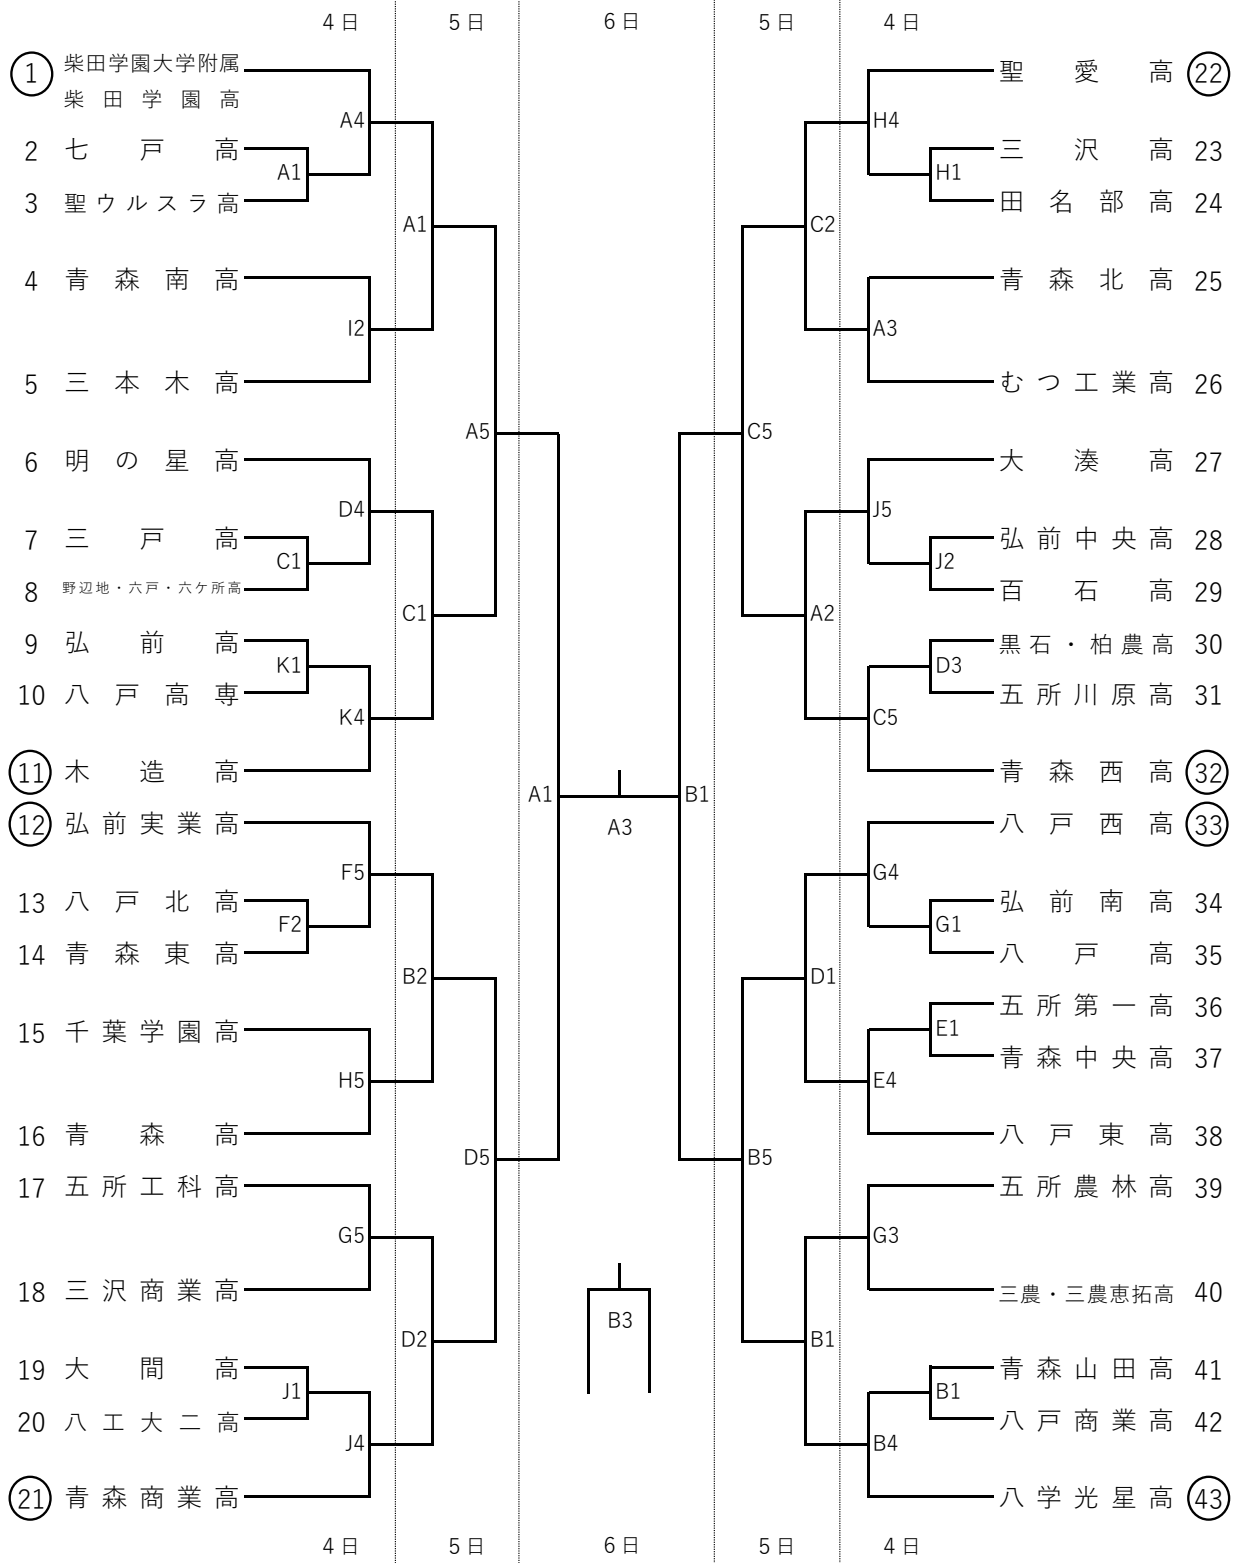 4日 5日 6日 5日 4日
1 柴田学園大学附属
柴田学園高
2 七戸高
3 聖ウルスラ高
4 青森南高
5 三本木高
6 明の星高
7 三戸高
8 野辺地・六戸・六ケ所高
9 弘前高
10 八戸高専
11 木造高
12 弘前実業高
13 八戸北高
14 青森東高
15 千葉学園高
16 青森高
17 五所工科高
18 三沢商業高
19 大間高
20 八工大二高
21 青森商業高
A4
A1
I2
A1
D4
C1
K1
K4
C1
A5
F5
F2
H5
B2
G5
J1
J4
D2
D5
A1
A3
B1
B3
H4
H1
A3
C2
J5
J2
D3
C5
A2
C5
G4
G1
E1
E4
D1
G3
B1
B4
B1
B5
聖愛高 22
三沢高 23
田名部高 24
青森北高 25
むつ工業高 26
大湊高 27
弘前中央高 28
百石高 29
黒石・柏農高 30
五所川原高 31
青森西高 32
八戸西高 33
弘前南高 34
八戸高 35
五所第一高 36
青森中央高 37
八戸東高 38
五所農林高 39
三農・三農恵拓高 40
青森山田高 41
八戸商業高 42
八学光星高 43
4日 5日 6日 5日 4日